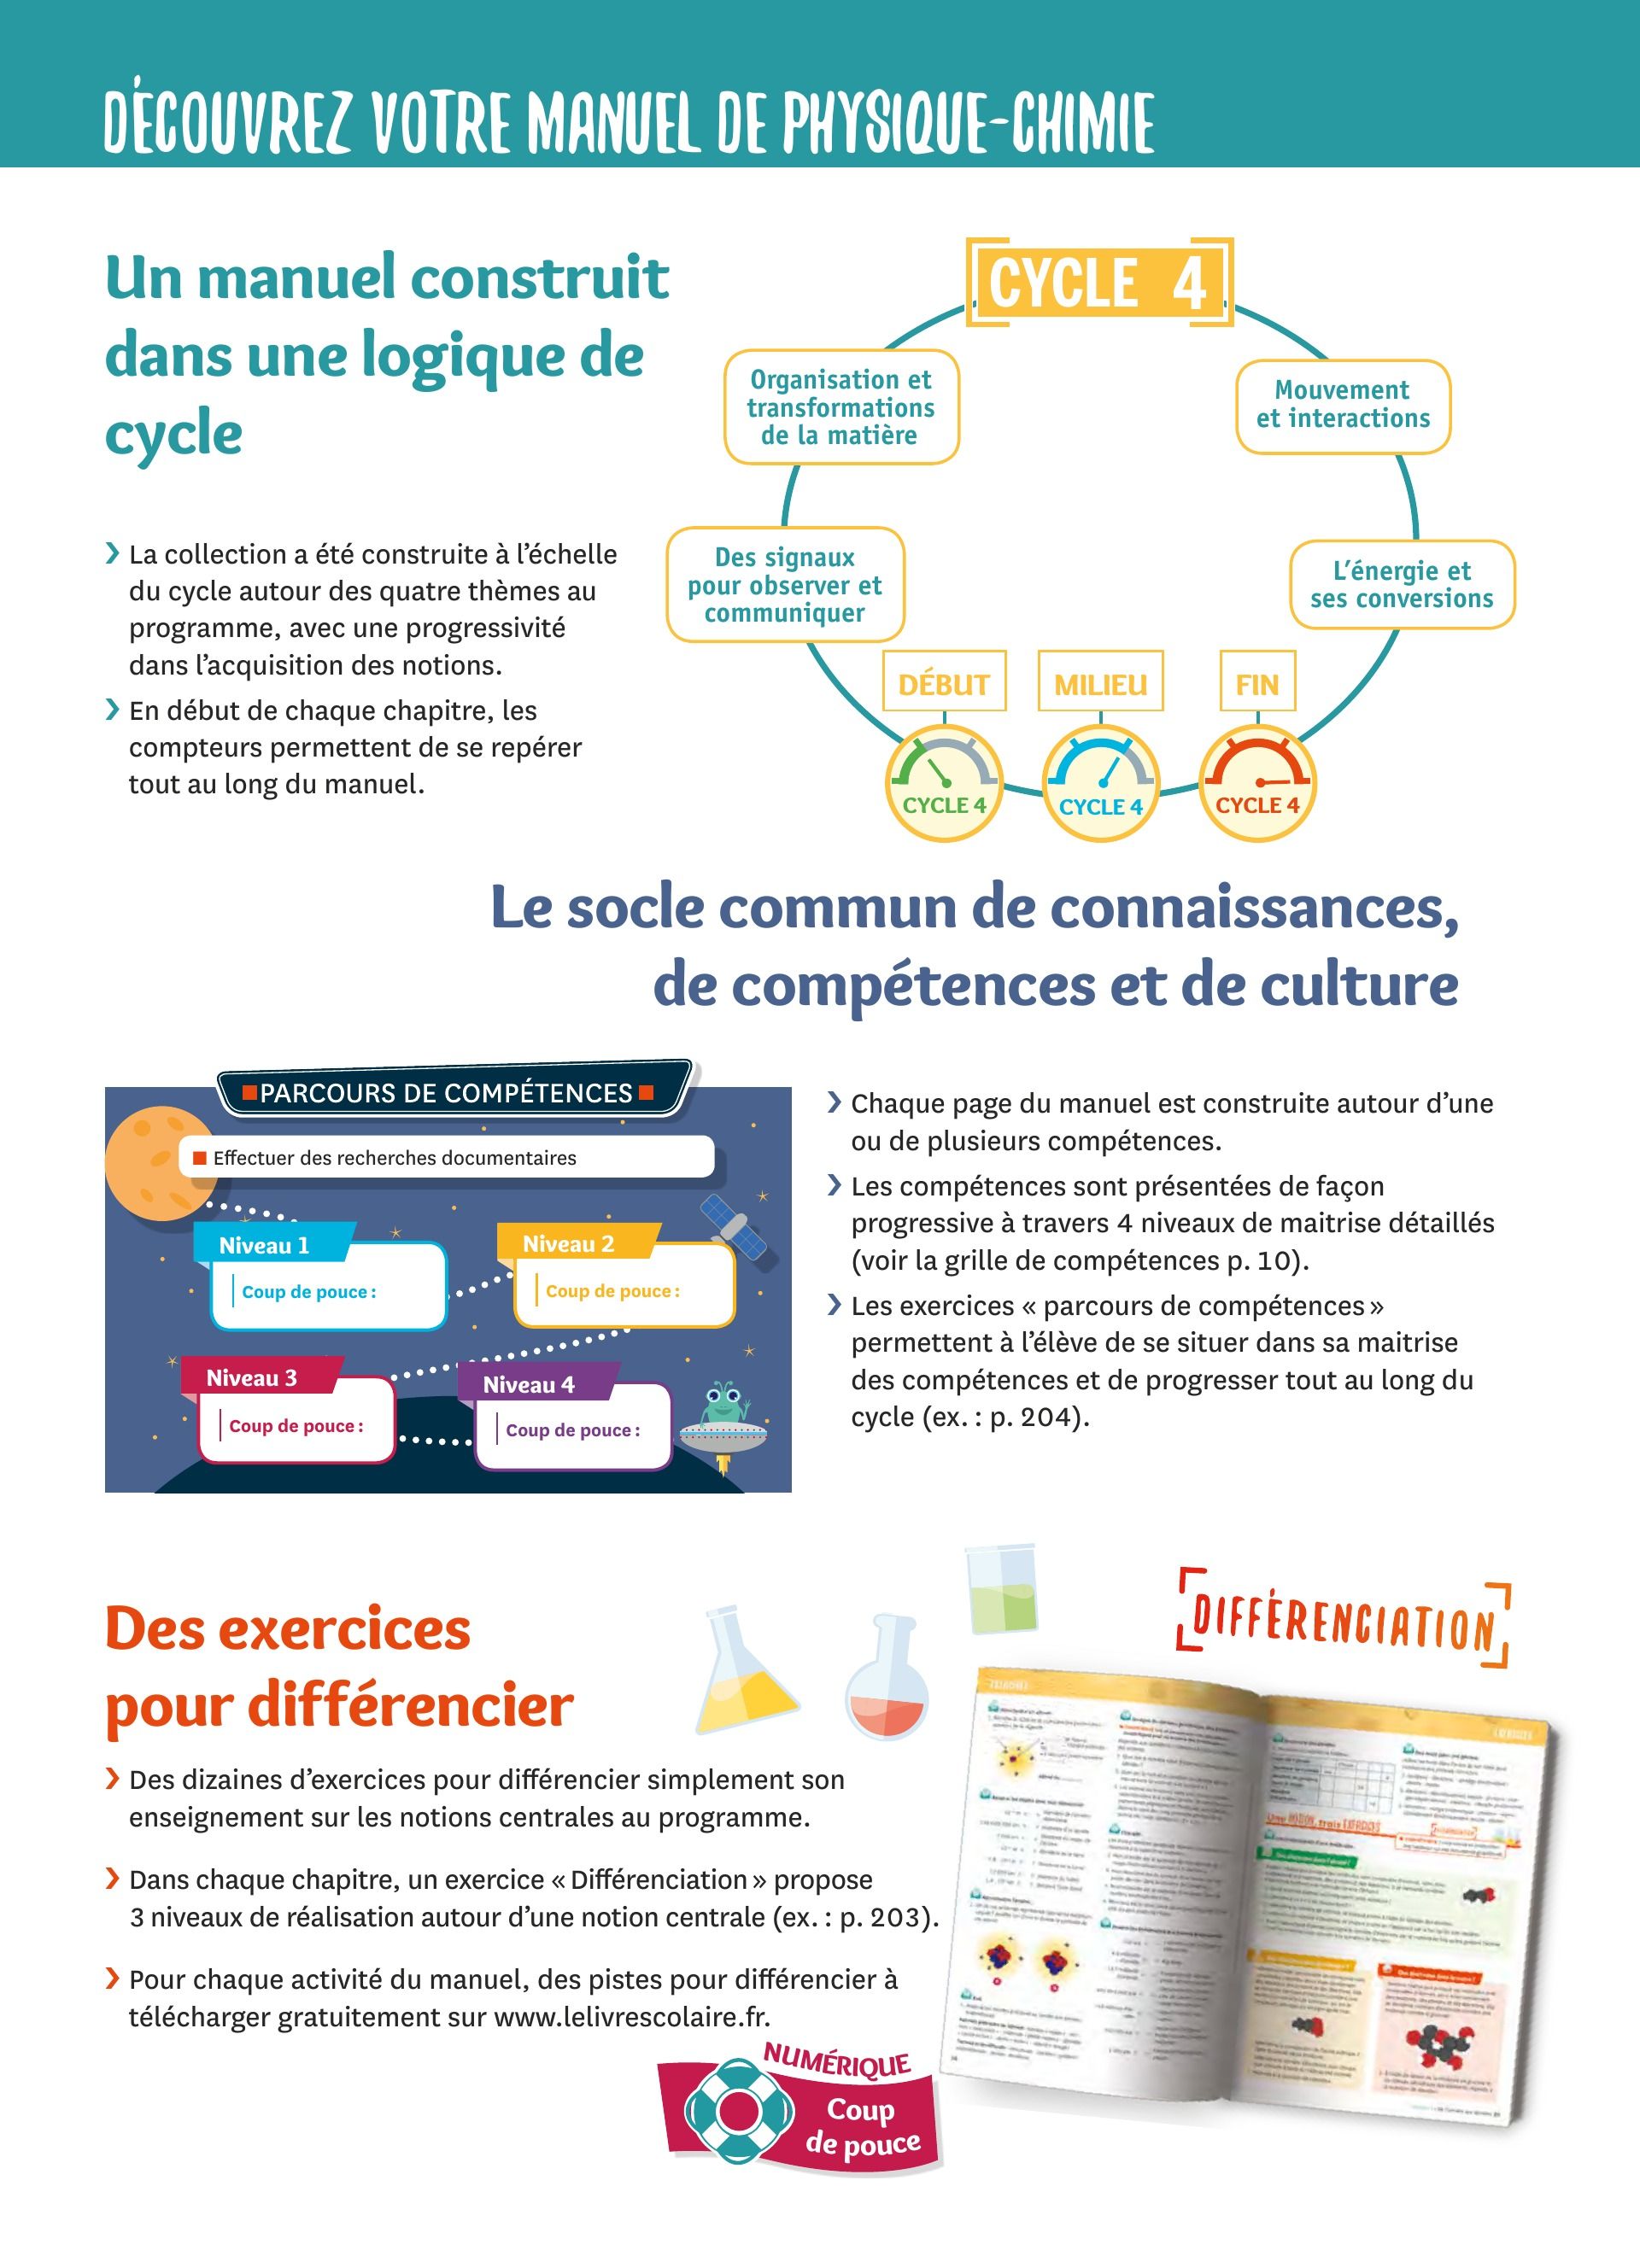 DÉCOUVREZ VOTRE MANUEL DE PHYSIQUE-CHIMIE
Un manuel construit
dans une logique de
cycle
❯ La collection a été construite à l’échelle
du cycle autour des quatre thèmes au
programme, avec une progressivité
dans l’acquisition des notions.
❯ En début de chaque chapitre, les
compteurs permettent de se repérer
tout au long du manuel.
CYCLE 4
Organisation et
transformations
de la matière
Mouvement
et interactions
Des signaux
pour observer et
communiquer
L’énergie et
ses conversions
DÉBUT
MILIEU
FIN
CYCLE 4
CYCLE 4
CYCLE 4
Le socle commun de connaissances,
de compétences et de culture
PARCOURS DE COMPÉTENCES
Effectuer des recherches documentaires
Niveau 1
Coup de pouce :
Niveau 2
Coup de pouce :
Niveau 3
Coup de pouce :
Niveau 4
Coup de pouce :
❯ Chaque page du manuel est construite autour d’une
ou de plusieurs compétences.
❯ Les compétences sont présentées de façon
progressive à travers 4 niveaux de maitrise détaillés
(voir la grille de compétences p. 10).
❯ Les exercices « parcours de compétences »
permettent à l’élève de se situer dans sa maitrise
des compétences et de progresser tout au long du
cycle (ex. : p. 204).
Des exercices
pour différencier
❯ Des dizaines d’exercices pour différencier simplement son
enseignement sur les notions centrales au programme.
❯ Dans chaque chapitre, un exercice « Différenciation » propose
3 niveaux de réalisation autour d’une notion centrale (ex. : p. 203).
❯ Pour chaque activité du manuel, des pistes pour différencier à
télécharger gratuitement sur www.lelivrescolaire.fr.
DIFFÉRENCIATION
EXERCICES
EXERCICES
Une NOTION, trois EXERCICES
NUMÉRIQUE
Coup
de pouce